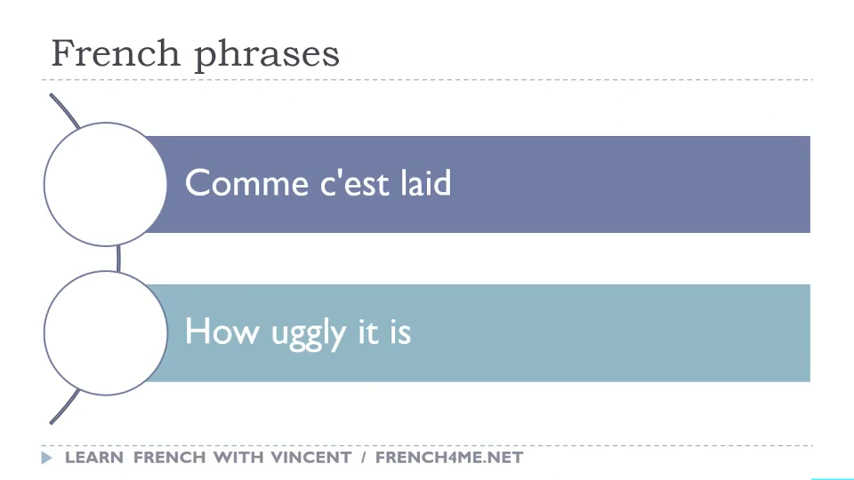 French phrases
Comme c'est laid
How uggly it is
LEARN FRENCH WITH VINCENT / FRENCH4ME.NET